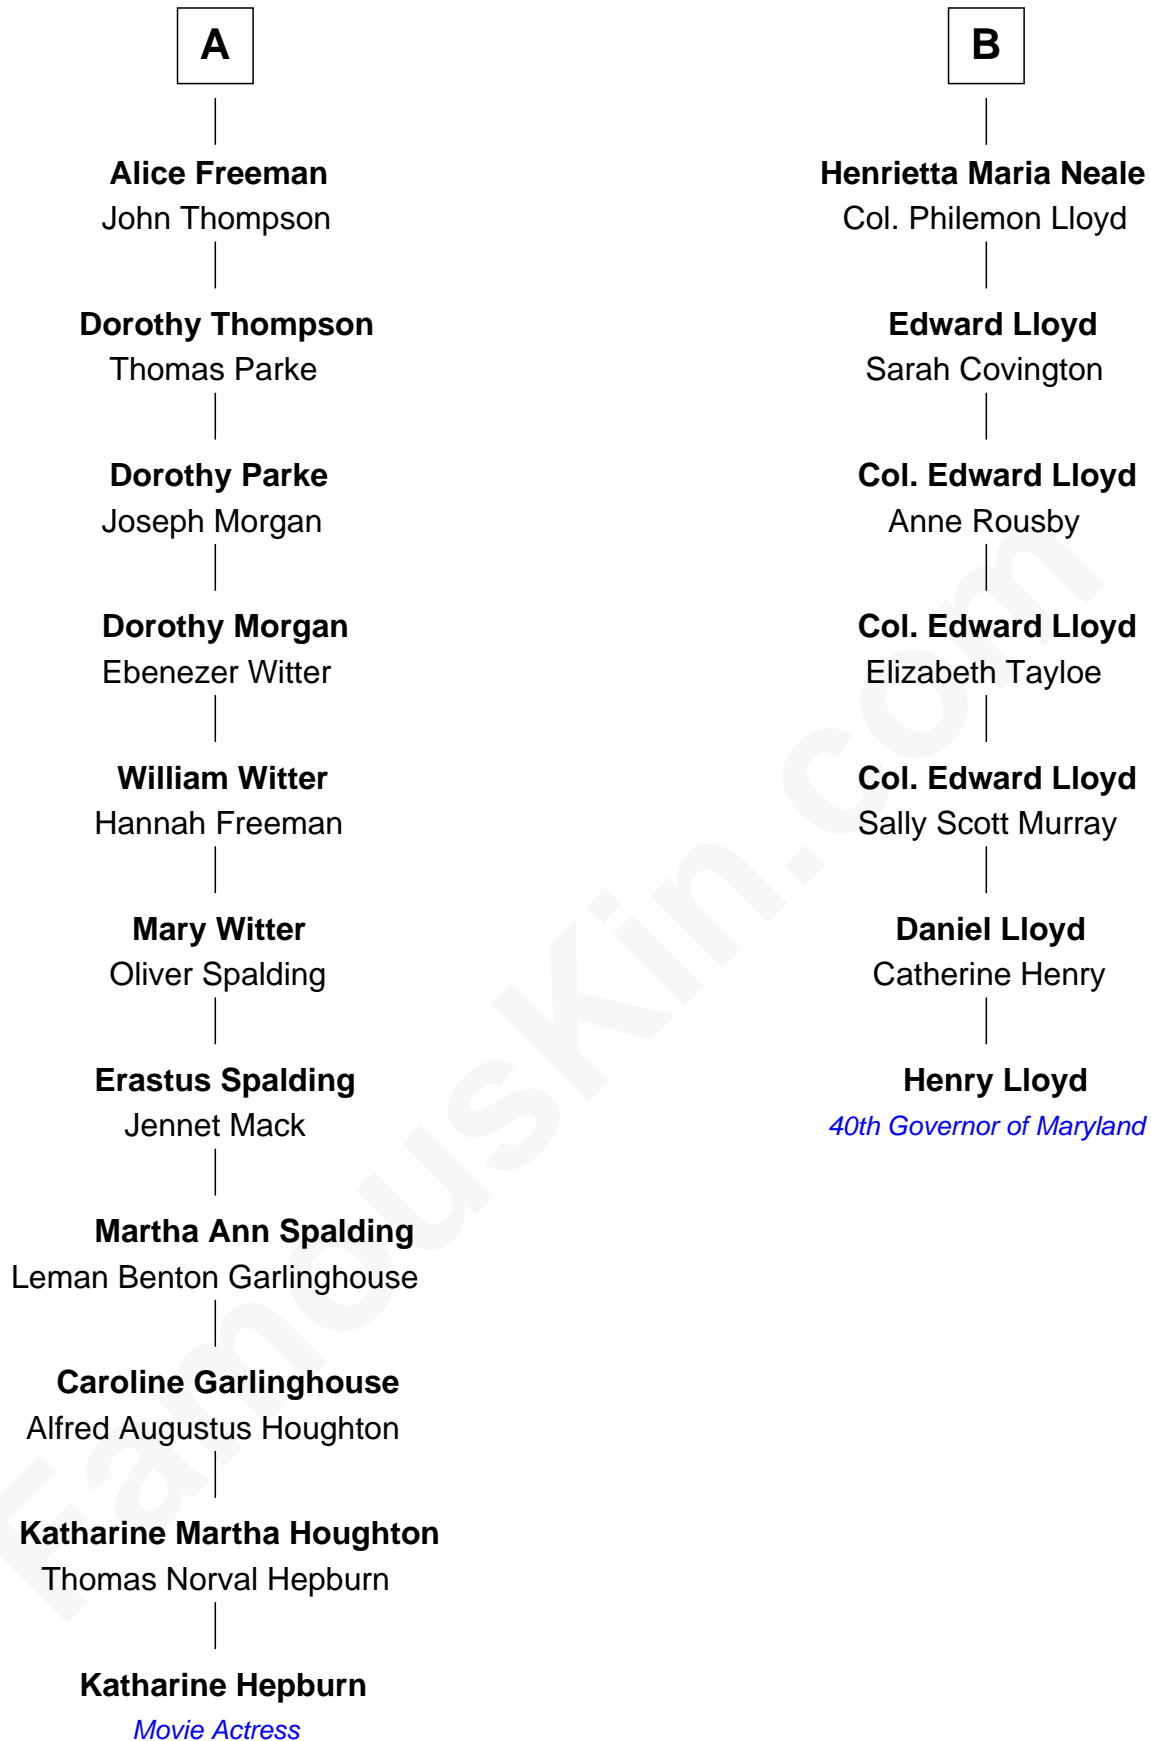 A
Alice Freeman
John Thompson
Dorothy Thompson
Thomas Parke
Dorothy Parke
Joseph Morgan
Dorothy Morgan
Ebenezer Witter
William Witter
Hannah Freeman
Mary Witter
Oliver Spalding
Erastus Spalding
Jennet Mack
Martha Ann Spalding
Leman Benton Garlinghouse
Caroline Garlinghouse
Alfred Augustus Houghton
Katharine Martha Houghton
Thomas Norval Hepburn
Katharine Hepburn
Movie Actress
B
Henrietta Maria Neale
Col. Philemon Lloyd
Edward Lloyd
Sarah Covington
Col. Edward Lloyd
Anne Rousby
Col. Edward Lloyd
Elizabeth Tayloe
Col. Edward Lloyd
Sally Scott Murray
Daniel Lloyd
Catherine Henry
Henry Lloyd
40th Governor of Maryland
FamousKin.com